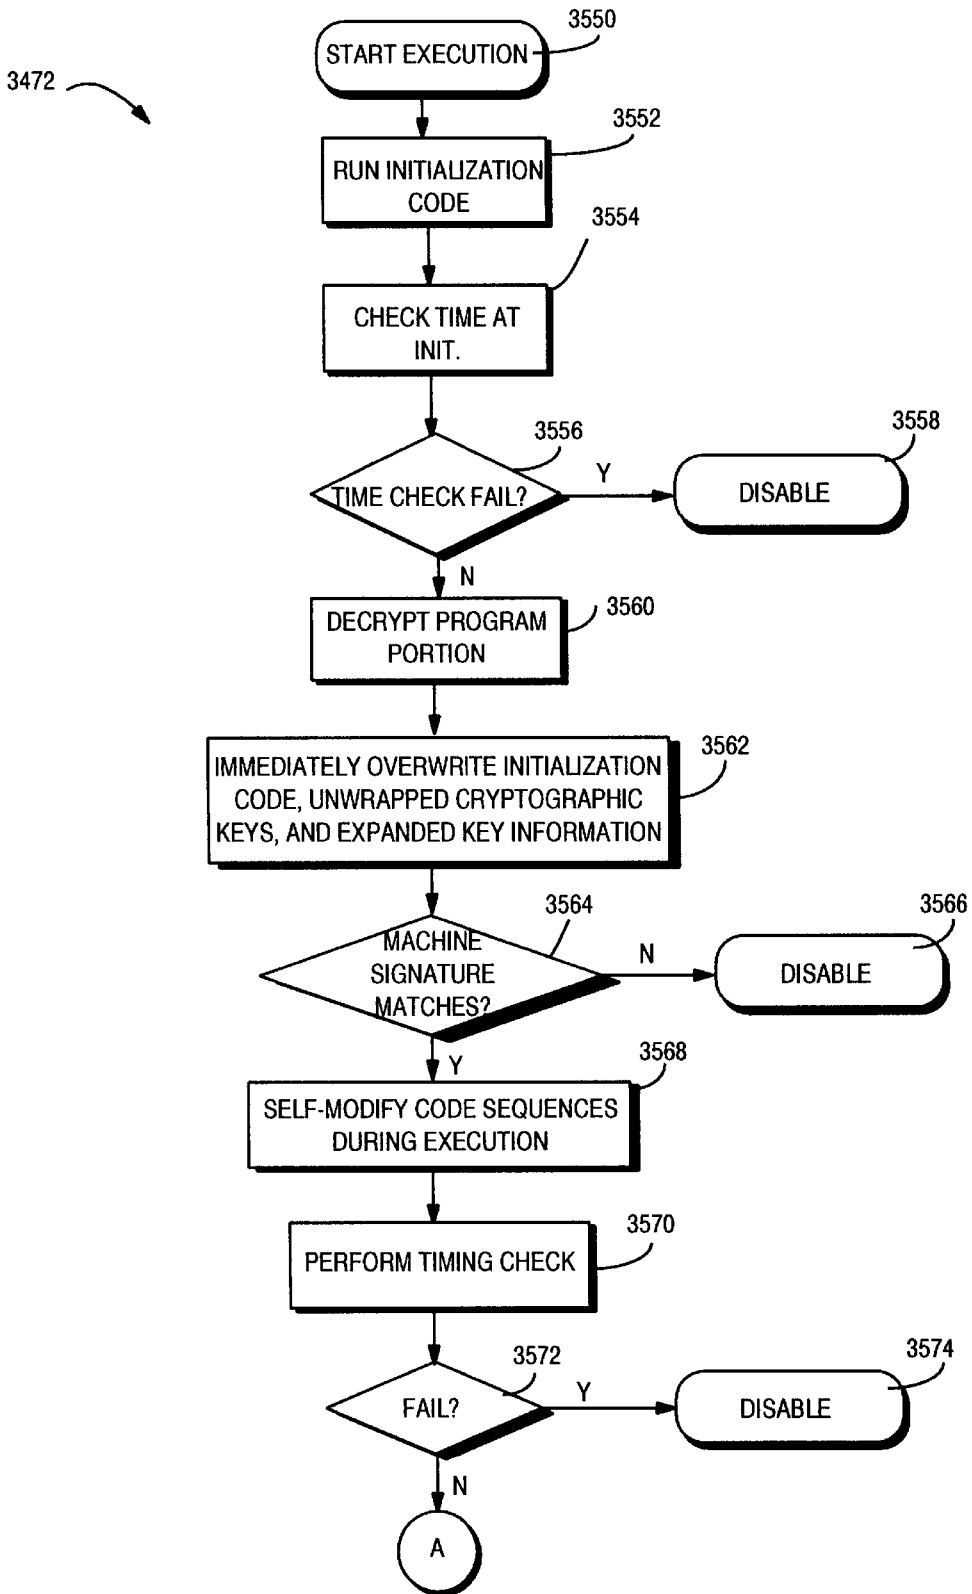 3550
START EXECUTION
3472
3552
RUN INITIALIZATION
CODE
3554
CHECK TIME AT
INIT.
3556
3558
TIME CHECK FAIL?
Y
DISABLE
N
3560
DECRYPT PROGRAM
PORTION
3562
IMMEDIATELY OVERWRITE INITIALIZATION
CODE, UNWRAPPED CRYPTOGRAPHIC
KEYS, AND EXPANDED KEY INFORMATION
3564
3566
MACHINE
SIGNATURE
MATCHES?
N
DISABLE
Y
3568
SELF-MODIFY CODE SEQUENCES
DURING EXECUTION
3570
PERFORM TIMING CHECK
3572
3574
FAIL?
Y
DISABLE
N
A